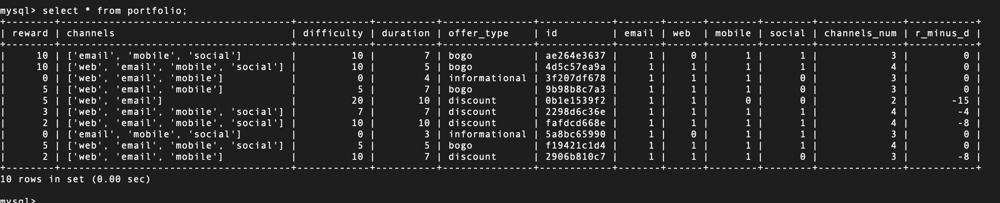 mysql> select * from portfolio;
+--------+--------------------------------------+------------+----------+---------------+------------+-------+------+--------+--------+--------------+-----------+
| reward | channels                             | difficulty | duration | offer_type    | id         | email | web  | mobile | social | channels_num | r_minus_d |
+--------+--------------------------------------+------------+----------+---------------+------------+-------+------+--------+--------+--------------+-----------+
|     10 | ['email', 'mobile', 'social']        |         10 |        7 | bogo          | ae264e3637 |     1 |    0 |      1 |      1 |            3 |         0 |
|     10 | ['web', 'email', 'mobile', 'social'] |         10 |        5 | bogo          | 4d5c57ea9a |     1 |    1 |      1 |      1 |            4 |         0 |
|      0 | ['web', 'email', 'mobile']           |          0 |        4 | informational | 3f207df678 |     1 |    1 |      1 |      0 |            3 |         0 |
|      5 | ['web', 'email', 'mobile']           |          5 |        7 | bogo          | 9b98b8c7a3 |     1 |    1 |      1 |      0 |            3 |         0 |
|      5 | ['web', 'email']                     |         20 |       10 | discount      | 0b1e1539f2 |     1 |    1 |      0 |      0 |            2 |       -15 |
|      3 | ['web', 'email', 'mobile', 'social'] |          7 |        7 | discount      | 2298d6c36e |     1 |    1 |      1 |      1 |            4 |        -4 |
|      2 | ['web', 'email', 'mobile', 'social'] |         10 |       10 | discount      | fafdcd668e |     1 |    1 |      1 |      1 |            4 |        -8 |
|      0 | ['email', 'mobile', 'social']        |          0 |        3 | informational | 5a8bc65990 |     1 |    0 |      1 |      1 |            3 |         0 |
|      5 | ['web', 'email', 'mobile', 'social'] |          5 |        5 | bogo          | f19421c1d4 |     1 |    1 |      1 |      1 |            4 |         0 |
|      2 | ['web', 'email', 'mobile']           |         10 |        7 | discount      | 2906b810c7 |     1 |    1 |      1 |      0 |            3 |        -8 |
+--------+--------------------------------------+------------+----------+---------------+------------+-------+------+--------+--------+--------------+-----------+
10 rows in set (0.00 sec)
mysql>